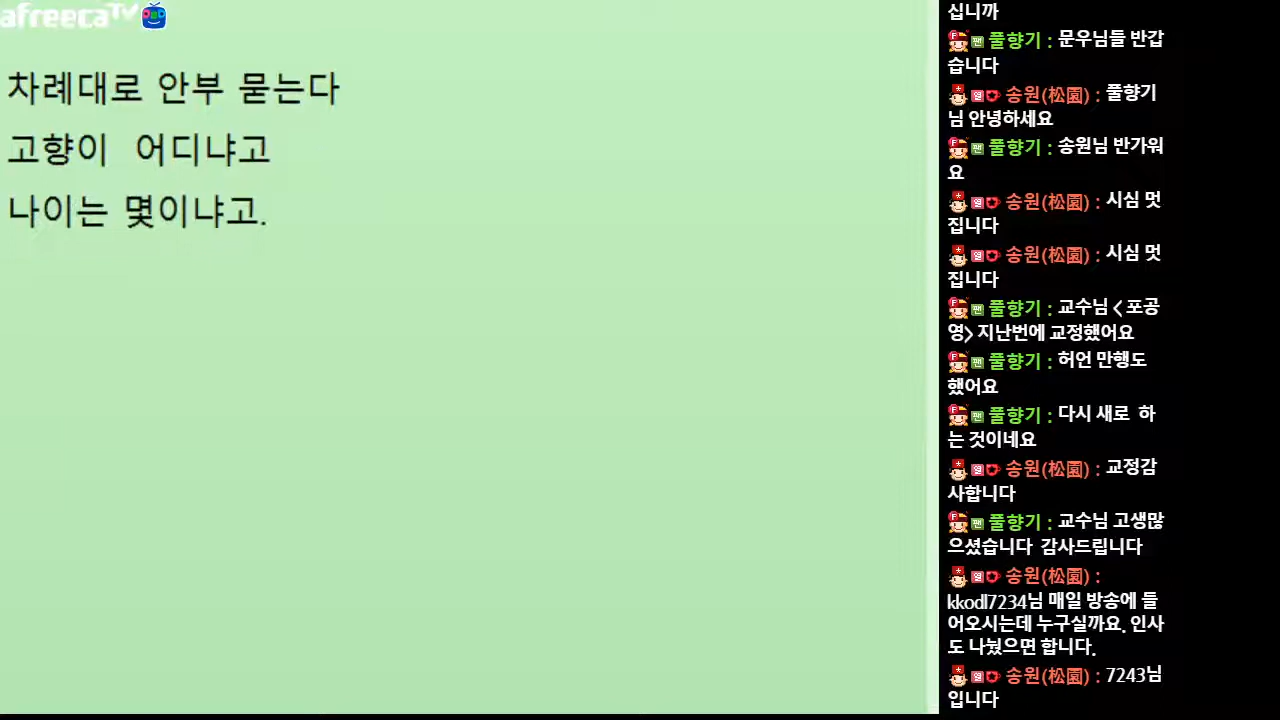 afreecaTV
차례대로 안부 묻는다
고향이 어디냐고
나이는 몇이냐고.
십니까
풀향기 : 문우님들 반갑
습니다
송원(松園) : 풀향기
님 안녕하세요
풀향기 : 송원님 반가워
요
송원(松園) : 시심 멋
집니다
송원(松園) : 시심 멋
집니다
풀향기 : 교수님 < 포공
영> 지난번에 교정했어요
풀향기 : 허언 만행도
했어요
풀향기 : 다시 새로 하
는 것이네요
송원(松園) : 교정감
사합니다
풀향기 : 교수님 고생많
으셨습니다 감사드립니다
송원(松園) :
kkodl7234님 매일 방송에 들
어오시는데 누구실까요. 인사
도 나눴으면 합니다.
송원(松園) : 7243님
입니다